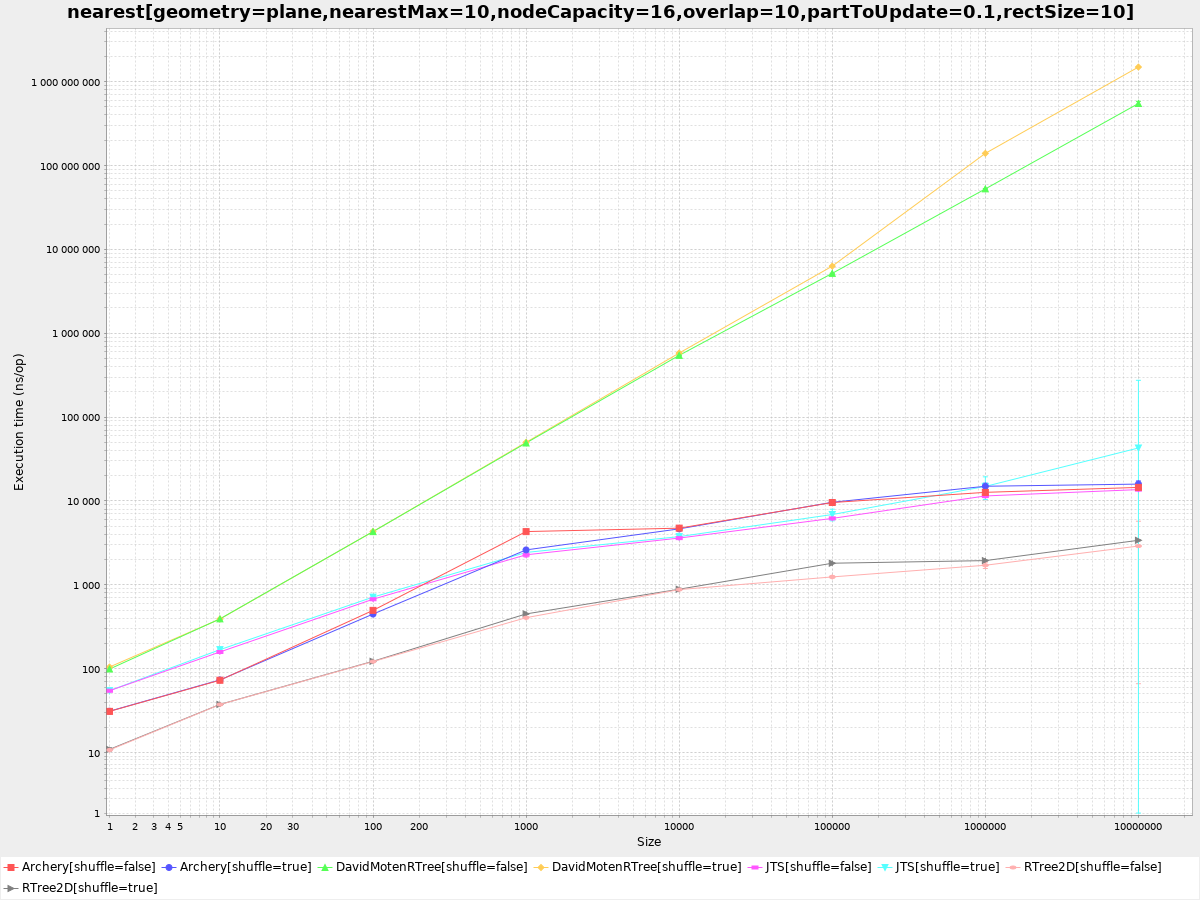 nearest[geometry=plane,nearestMax=10,nodeCapacity=16,overlap=10,partToUpdate=0.1,rectSize=10]
1 000 000 000
100 000 000
10 000 000
1 000 000
100 000
10 000
1 000
100
10
1
Execution time (ns/op)
1 2 3 4 5 10 20 30 100 200 1000 10000 100000 1000000 10000000
Size
Archery[shuffle=false] Archery[shuffle=true] DavidMotenRTree[shuffle=false] DavidMotenRTree[shuffle=true] JTS[shuffle=false] JTS[shuffle=true] RTree2D[shuffle=false]
RTree2D[shuffle=true]